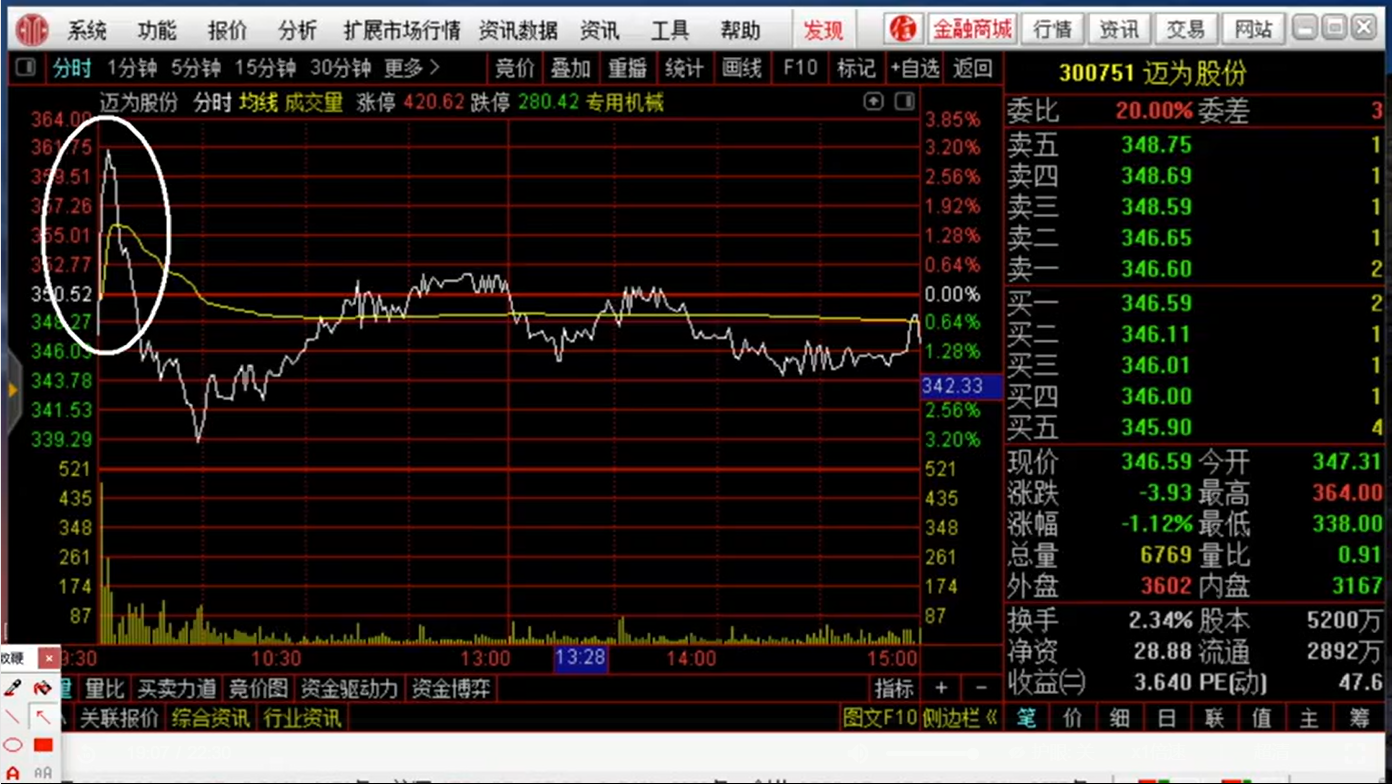 系统 功能 报价 分析 扩展市场行情 资讯数据 资讯 工具 帮助 发现 信 金融商城 行情 资讯 交易 网站
分时 1分钟 5分钟 15分钟 30分钟 更多 > 竞价 叠加 重播 统计 画线 F10 标记 +自选 返回
300751 迈为股份
迈为股份 分时 均线 成交量 涨停 420.62 跌停 280.42 专用机械
364.00 3.85%
361.75 3.20%
359.51 2.56%
357.26 1.92%
355.01 1.28%
352.77 0.64%
350.52 0.00%
348.27 0.64%
346.03 1.28%
343.78 342.33
341.53 2.56%
339.29 3.20%
521 521
435 435
348 348
261 261
174 174
87 87
9:30 10:30 13:00 13:28 14:00 15:00
委比 20.00% 委差 3
卖五 348.75 1
卖四 348.69 1
卖三 348.59 1
卖二 346.65 1
卖一 346.60 2
买一 346.59 2
买二 346.11 1
买三 346.01 1
买四 346.00 1
买五 345.90 4
现价 346.59 今开 347.31
涨跌 -3.93 最高 364.00
涨幅 -1.12% 最低 338.00
总量 6769 量比 0.91
外盘 3602 内盘 3167
换手 2.34% 股本 5200万
净资 28.88 流通 2892万
收益㈡ 3.640 PE(动) 47.6
量比 买卖力道 竞价图 资金驱动力 资金博弈 指标 + -
关联报价 综合资讯 行业资讯 图文F10 侧边栏《
笔 价 细 日 联 值 主 筹
A AA